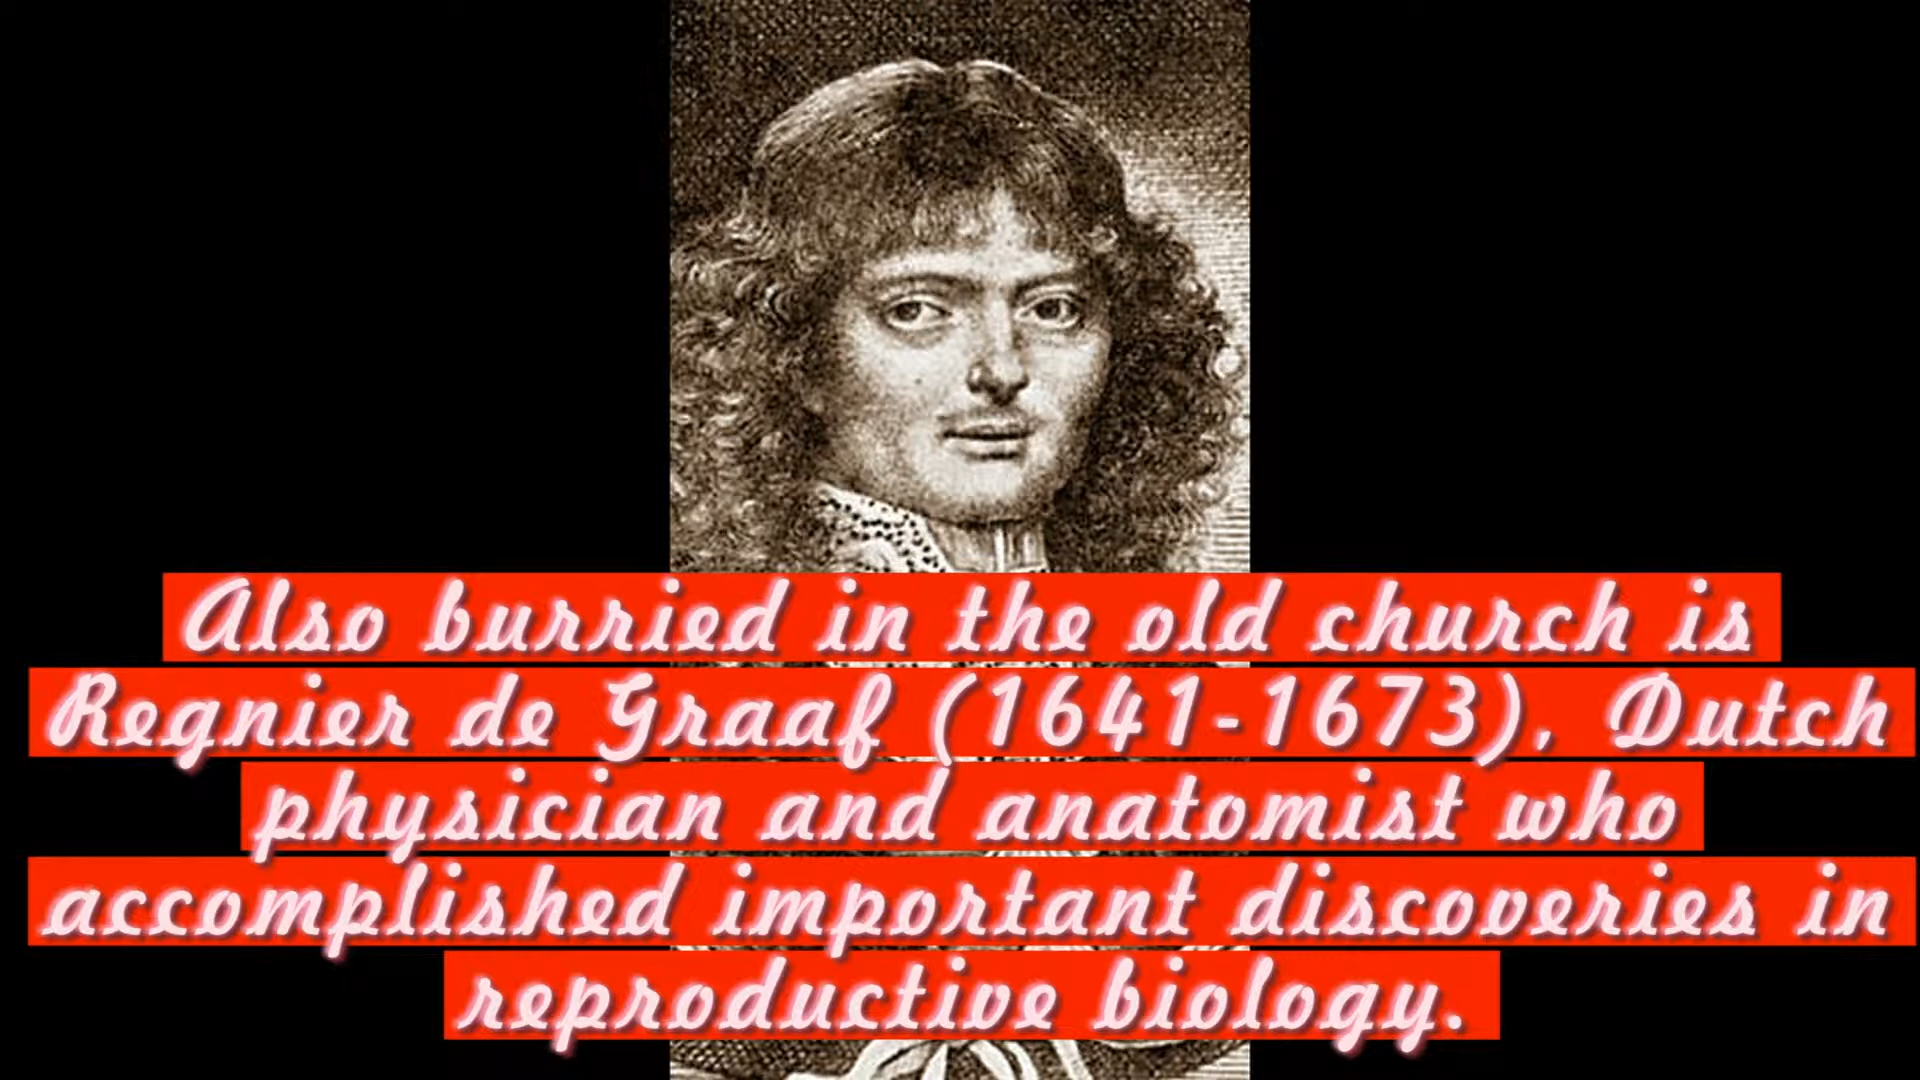 Also burried in the old church is
Regnier de Graaf (1641-1673), Dutch
physician and anatomist who
accomplished important discoveries in
reproductive biology.